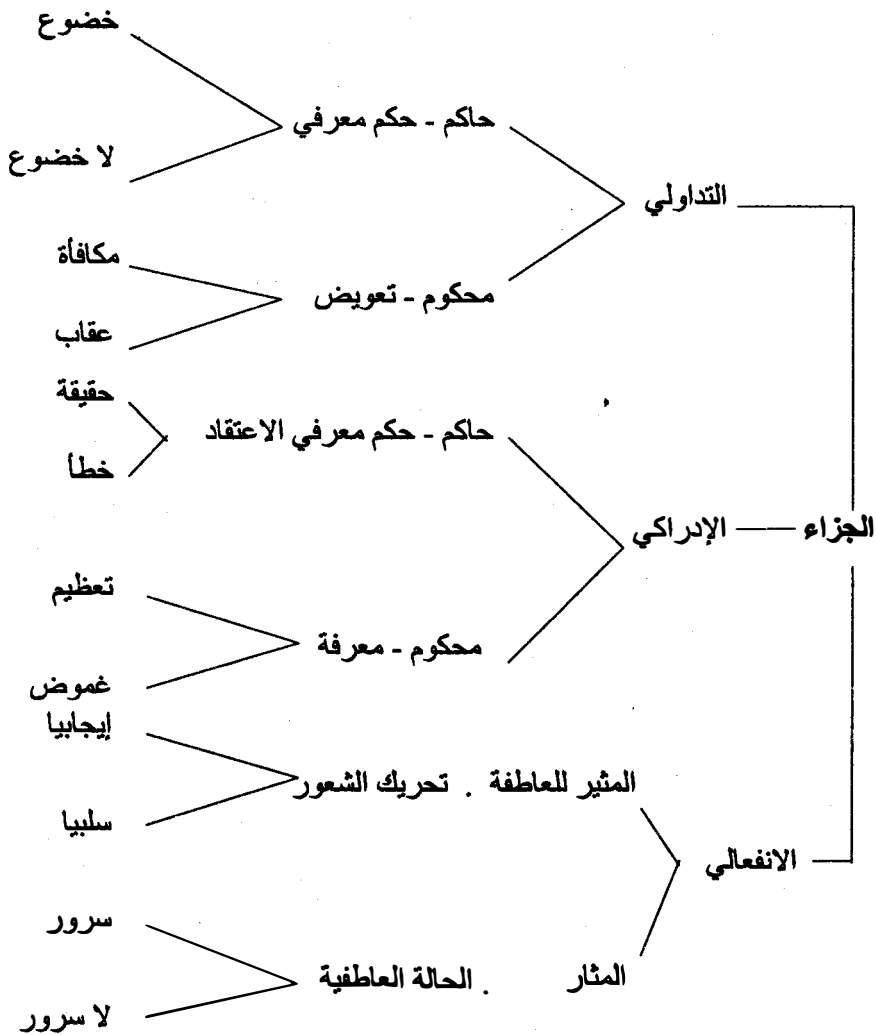 خضوع
حاكم - حكم معرفي
لا خضوع
التداولي
مكافأة
محكوم - تعويض
عقاب
حقيقة
حاكم - حكم معرفي الاعتقاد
خطأ
الجزاء
الإدراكي
تعظيم
محكوم - معرفة
غموض
إيجابيا
المثير للعاطفة . تحريك الشعور
سلبيا
الانفعالي
سرور
المثار . الحالة العاطفية
لا سرور